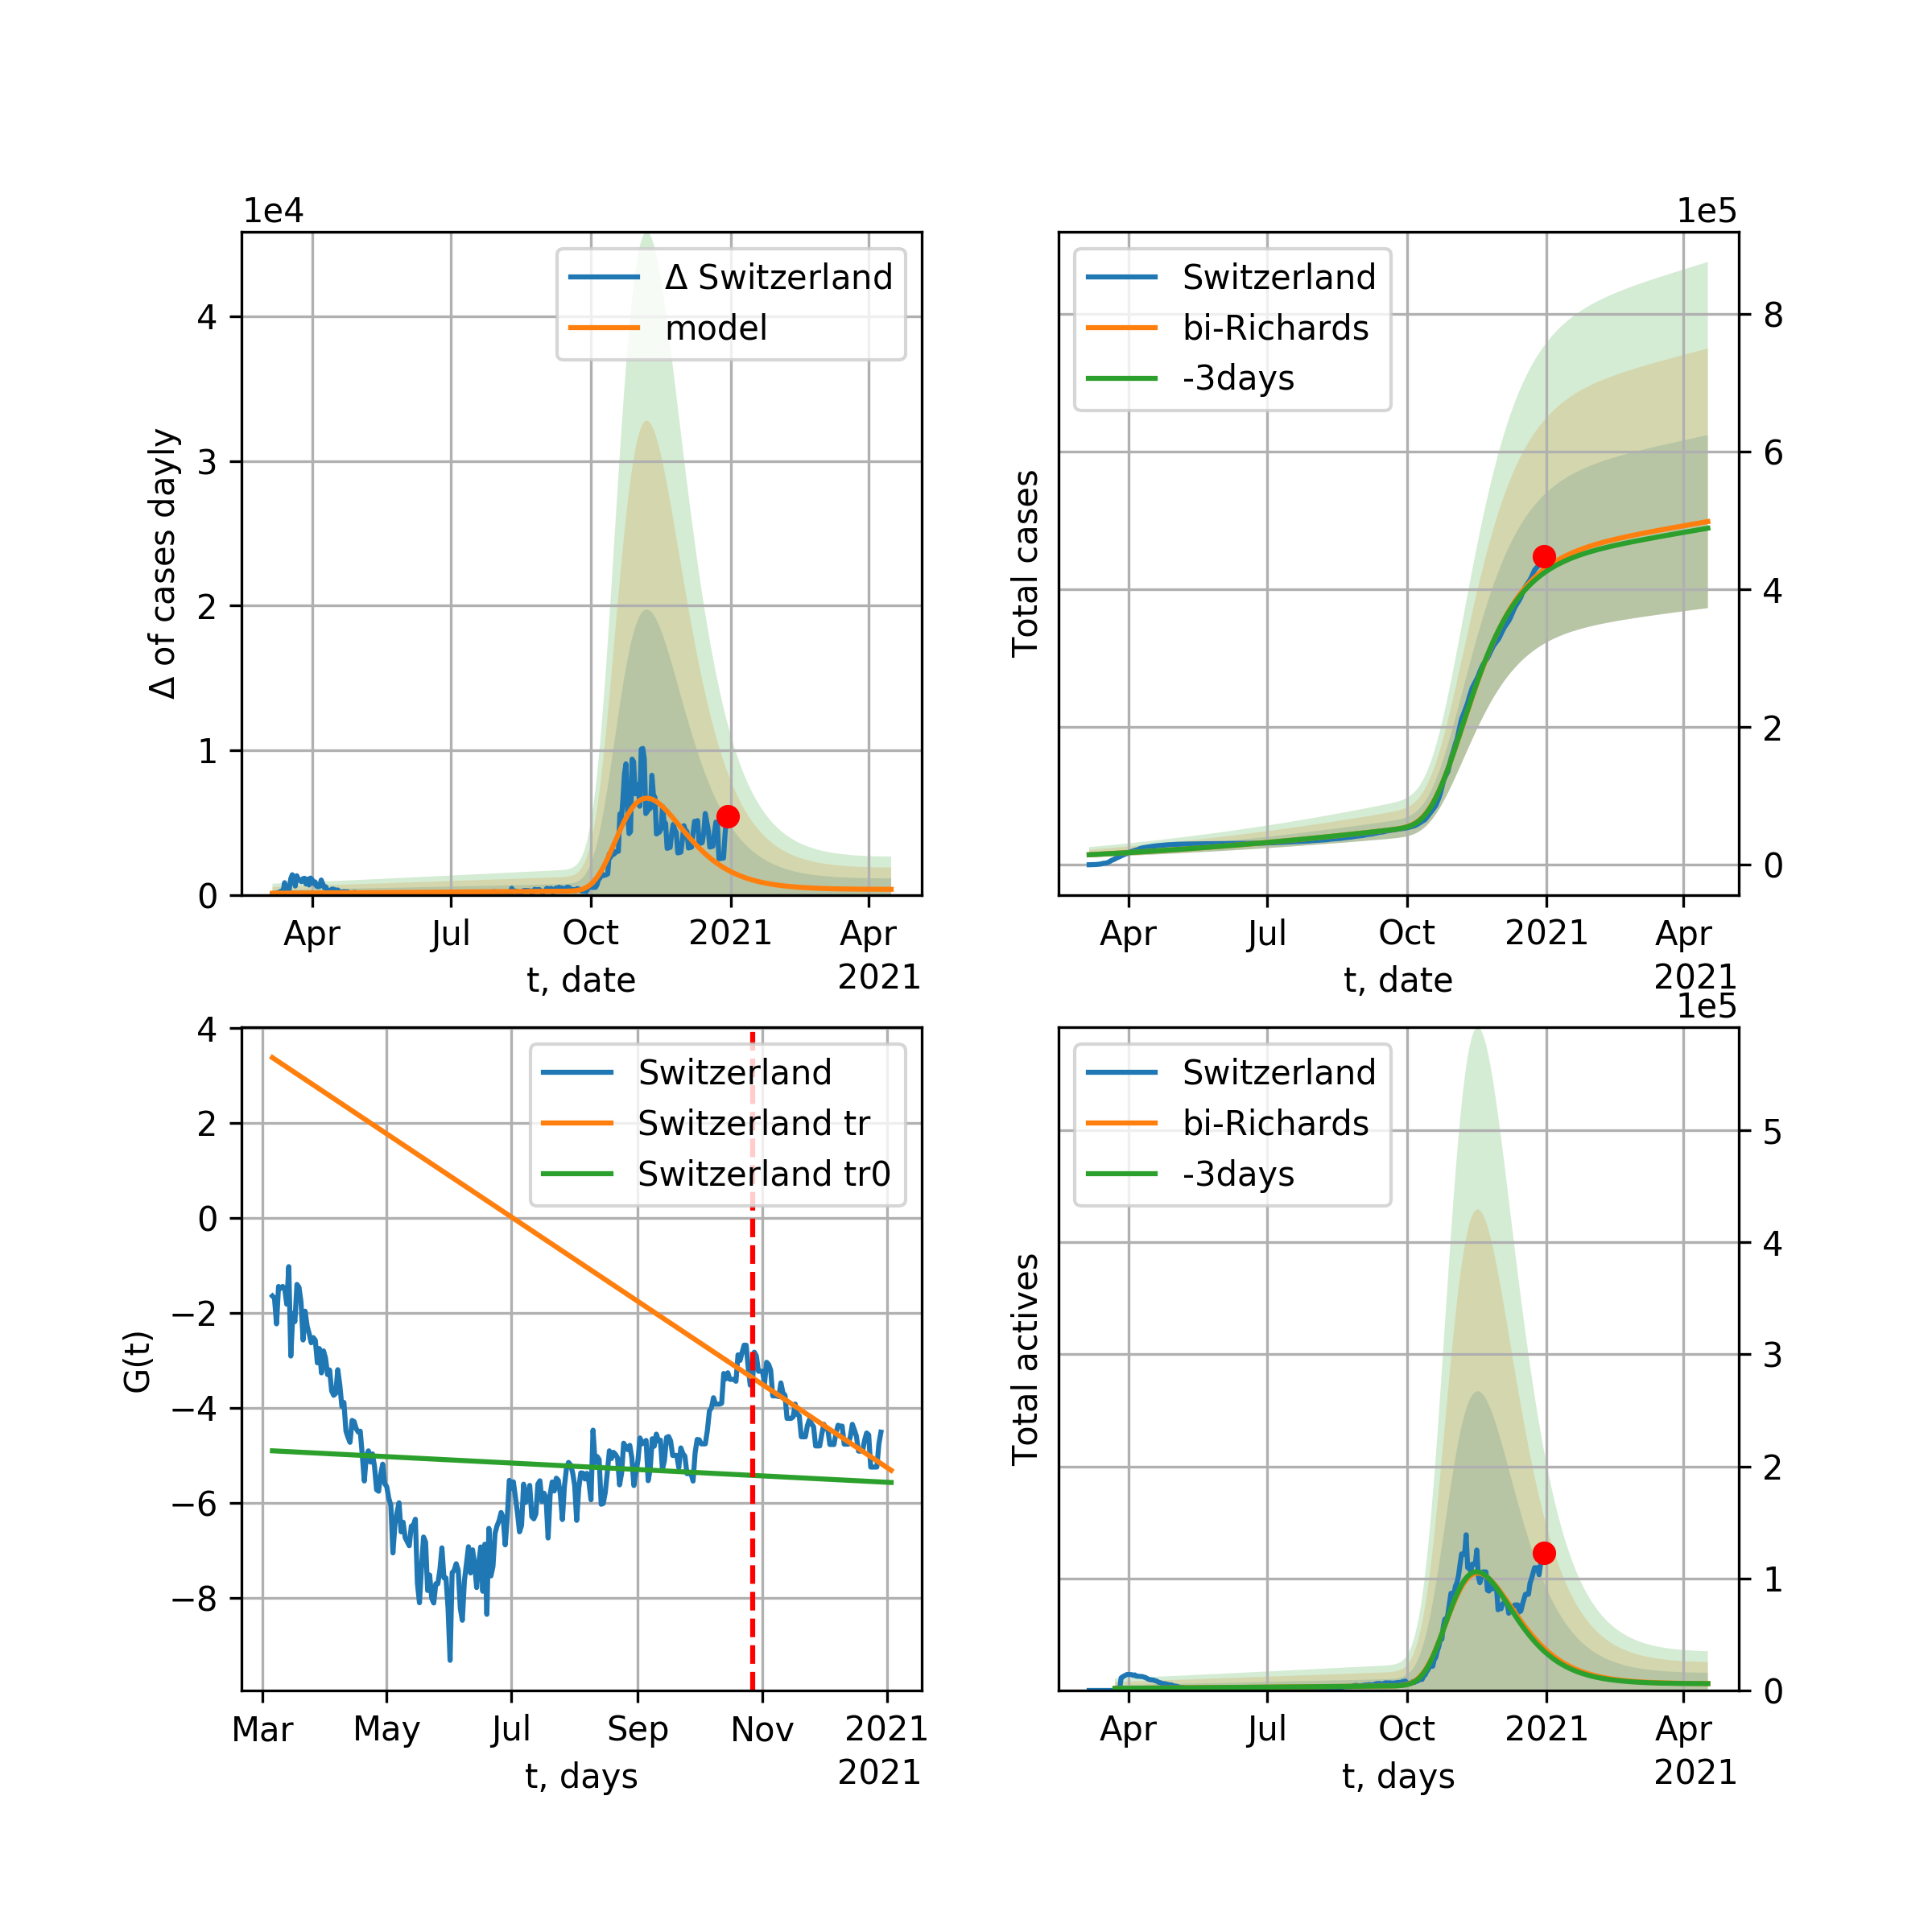 1e4
Δ Switzerland
model
4
3
2
1
0
Δ of cases dayly
Apr
Jul
Oct
2021
Apr
2021
t, date
1e5
Switzerland
bi-Richards
-3days
8
6
4
2
0
Total cases
Apr
Jul
Oct
2021
Apr
2021
t, date
4
2
0
−2
−4
−6
−8
G(t)
Switzerland
Switzerland tr
Switzerland tr0
Mar
May
Jul
Sep
Nov
2021
2021
t, days
1e5
Switzerland
bi-Richards
-3days
5
4
3
2
1
0
Total actives
Apr
Jul
Oct
2021
Apr
2021
t, days